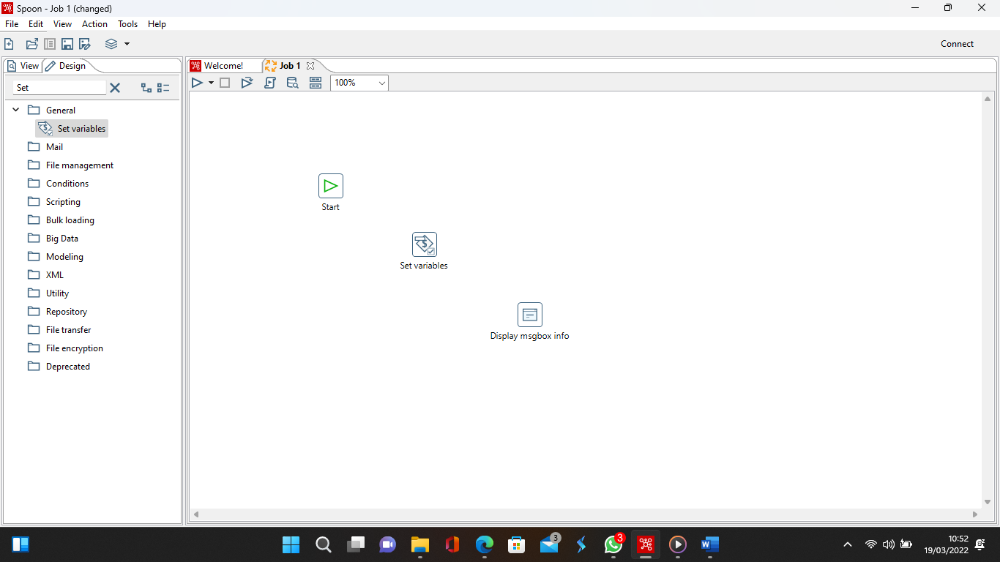 Spoon - Job 1 (changed)
File Edit View Action Tools Help
Connect
View Design
Welcome! Job 1
Set
100%
General
Set variables
Mail
File management
Conditions
Scripting
Bulk loading
Big Data
Modeling
XML
Utility
Repository
File transfer
File encryption
Deprecated
Start
Set variables
Display msgbox info
3
3
10:52
19/03/2022